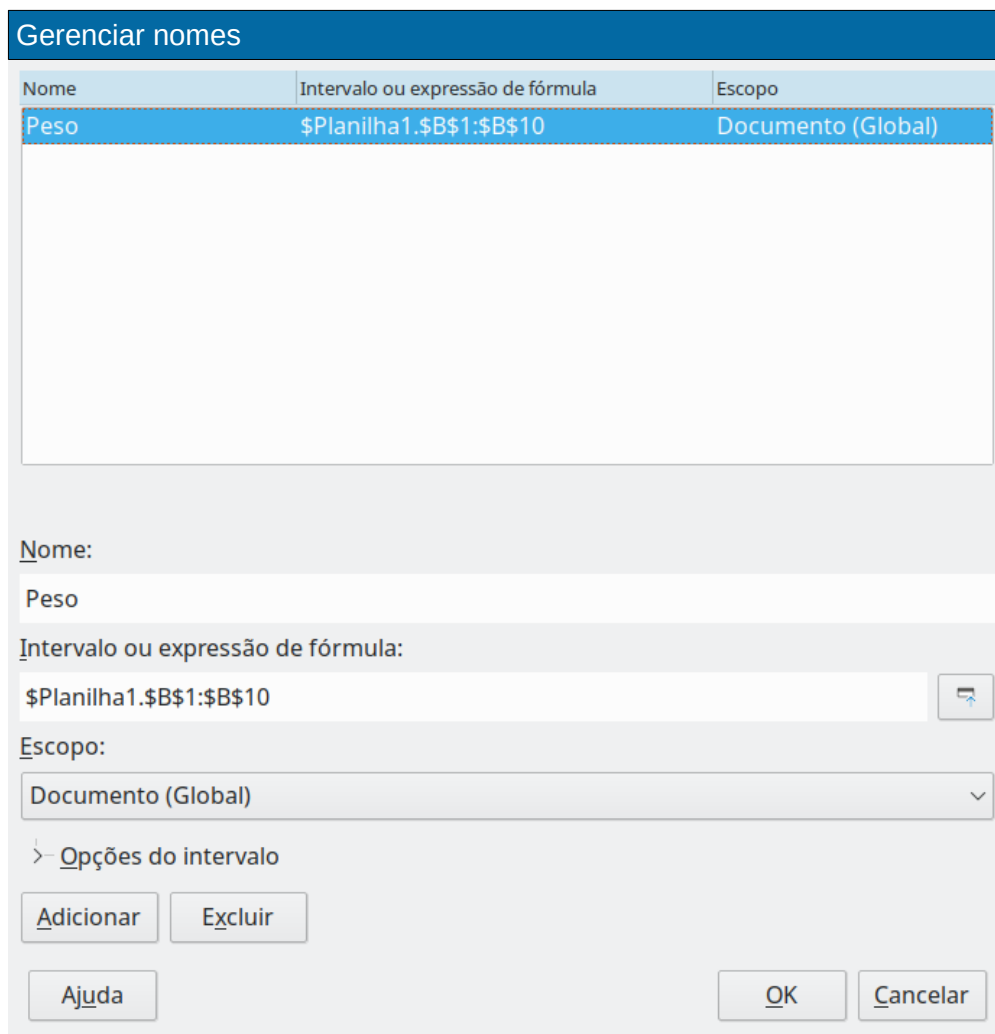 Gerenciar nomes
Nome Intervalo ou expressão de fórmula Escopo
Peso $Planilha1.$B$1:$B$10 Documento (Global)
Nome:
Peso
Intervalo ou expressão de fórmula:
$Planilha1.$B$1:$B$10
Escopo:
Documento (Global)
Opções do intervalo
Adicionar Excluir
Ajuda OK Cancelar